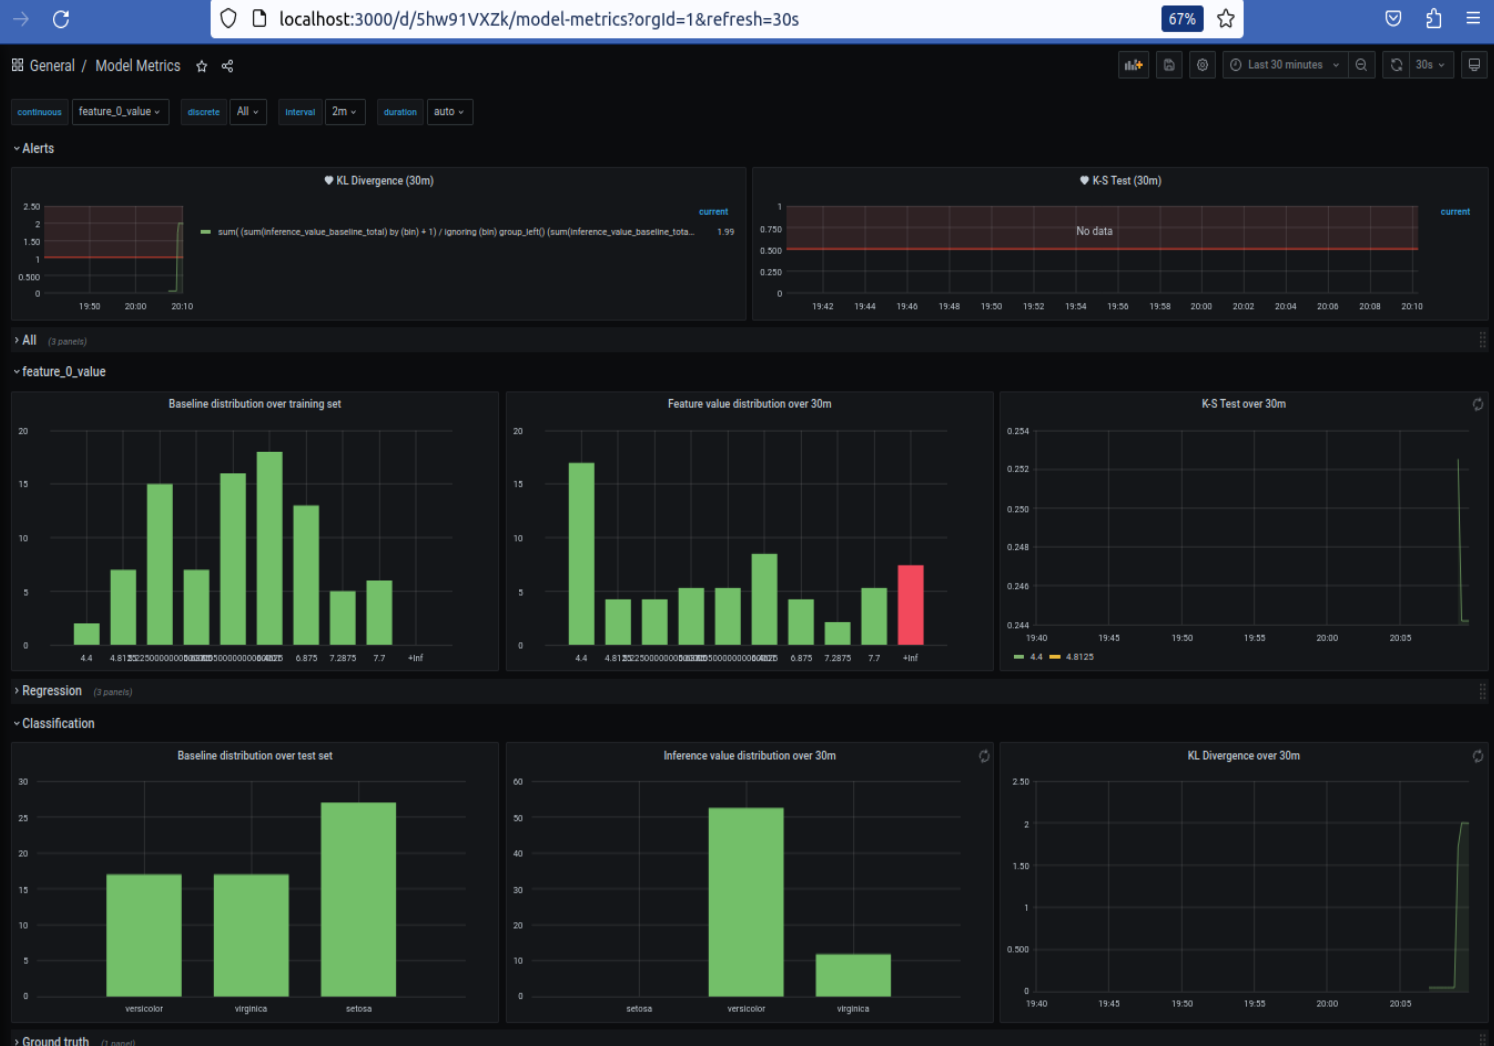 localhost:3000/d/5hw91VXZk/model-metrics?orgId=1&refresh=30s 67%
General / Model Metrics Last 30 minutes 30s
continuous feature_0_value discrete All interval 2m duration auto
Alerts
KL Divergence (30m)
current
2.50
2
1.50
1
0.500
0
19:50 20:00 20:10
sum( (sum(inference_value_baseline_total) by (bin) + 1) / ignoring (bin) group_left() (sum(inference_value_baseline_tota... 1.99
K-S Test (30m)
current
1
0.750
0.500
0.250
0
No data
19:42 19:44 19:46 19:48 19:50 19:52 19:54 19:56 19:58 20:00 20:02 20:04 20:06 20:08 20:10
All (3 panels)
feature_0_value
Baseline distribution over training set
20
15
10
5
0
4.4 6.875 7.2875 7.7 +Inf
Feature value distribution over 30m
20
15
10
5
0
4.4 6.875 7.2875 7.7 +Inf
K-S Test over 30m
0.254
0.252
0.250
0.248
0.246
0.244
19:40 19:45 19:50 19:55 20:00 20:05
4.4 4.8125
Regression (3 panels)
Classification
Baseline distribution over test set
30
25
20
15
10
5
0
versicolor virginica setosa
Inference value distribution over 30m
60
50
40
30
20
10
0
setosa versicolor virginica
KL Divergence over 30m
2.50
2
1.50
1
0.500
0
19:40 19:45 19:50 19:55 20:00 20:05
Ground truth (1 panel)